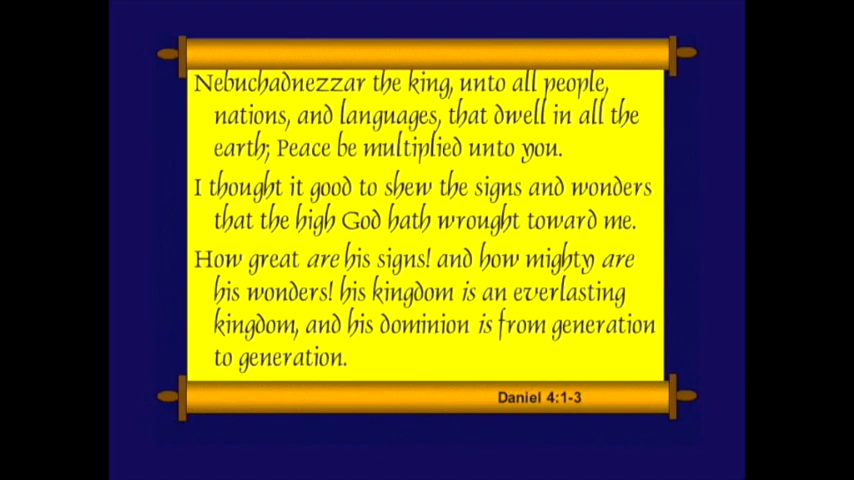 Nebuchadnezzar the king, unto all people,
nations, and languages, that dwell in all the
earth; Peace be multiplied unto you.
I thought it good to shew the signs and wonders
that the high God hath wrought toward me.
How great are his signs! and how mighty are
his wonders! his kingdom is an everlasting
kingdom, and his dominion is from generation
to generation.
Daniel 4:1-3